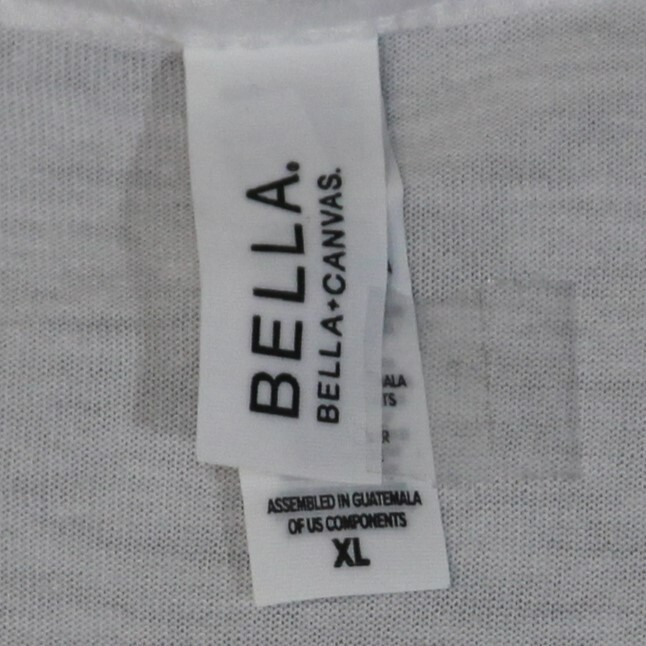 BELLA.
BELLA+CANVAS.
ASSEMBLED IN GUATEMALA
OF US COMPONENTS
XL